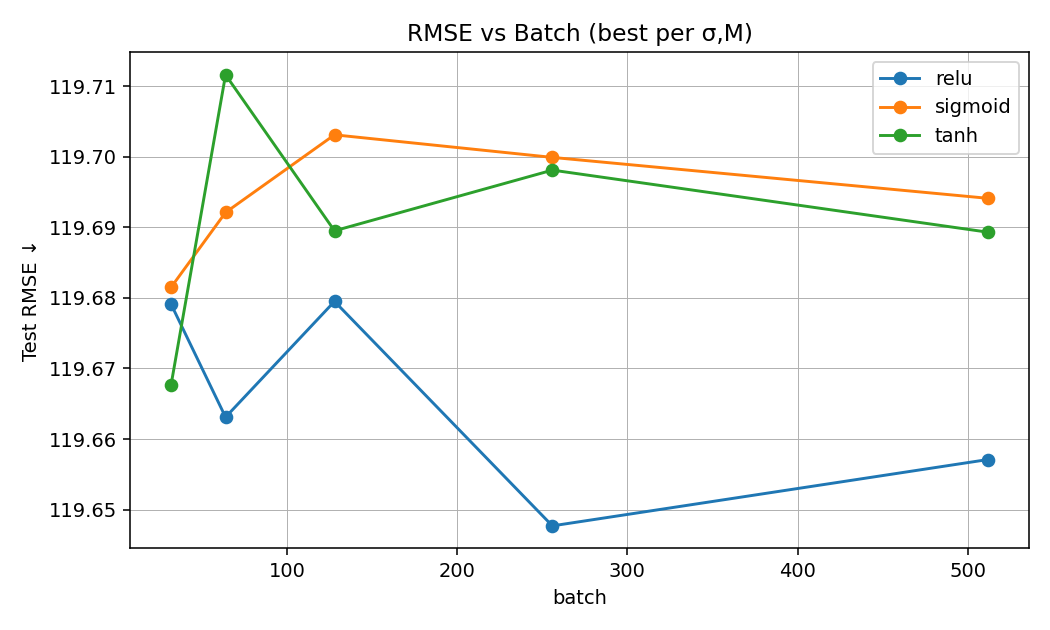 RMSE vs Batch (best per σ,M)
relu
sigmoid
tanh
Test RMSE ↓
119.71
119.70
119.69
119.68
119.67
119.66
119.65
100 200 300 400 500
batch